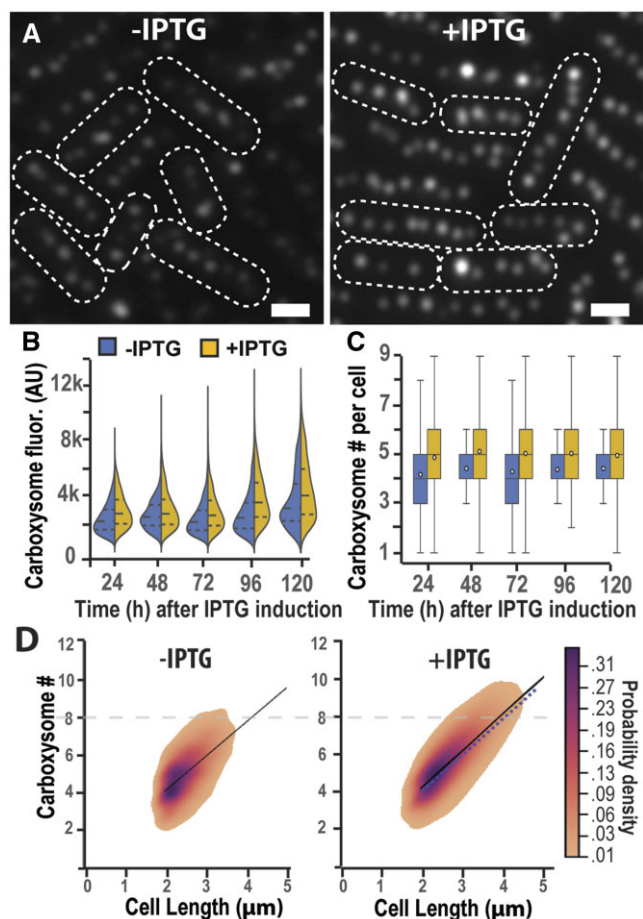 A
-IPTG
+IPTG
B
-IPTG
+IPTG
Carboxysome fluor. (AU)
12k
8k
4k
0
24 48 72 96 120
Time (h) after IPTG induction
C
Carboxysome # per cell
9
7
5
3
1
24 48 72 96 120
Time (h) after IPTG induction
D
-IPTG
Carboxysome #
12
10
8
6
4
2
0 1 2 3 4 5
Cell Length (μm)
+IPTG
12
10
8
6
4
2
0 1 2 3 4 5
Cell Length (μm)
.31
.27
.23
.19
.16
.13
.09
.06
.03
.01
Probability density